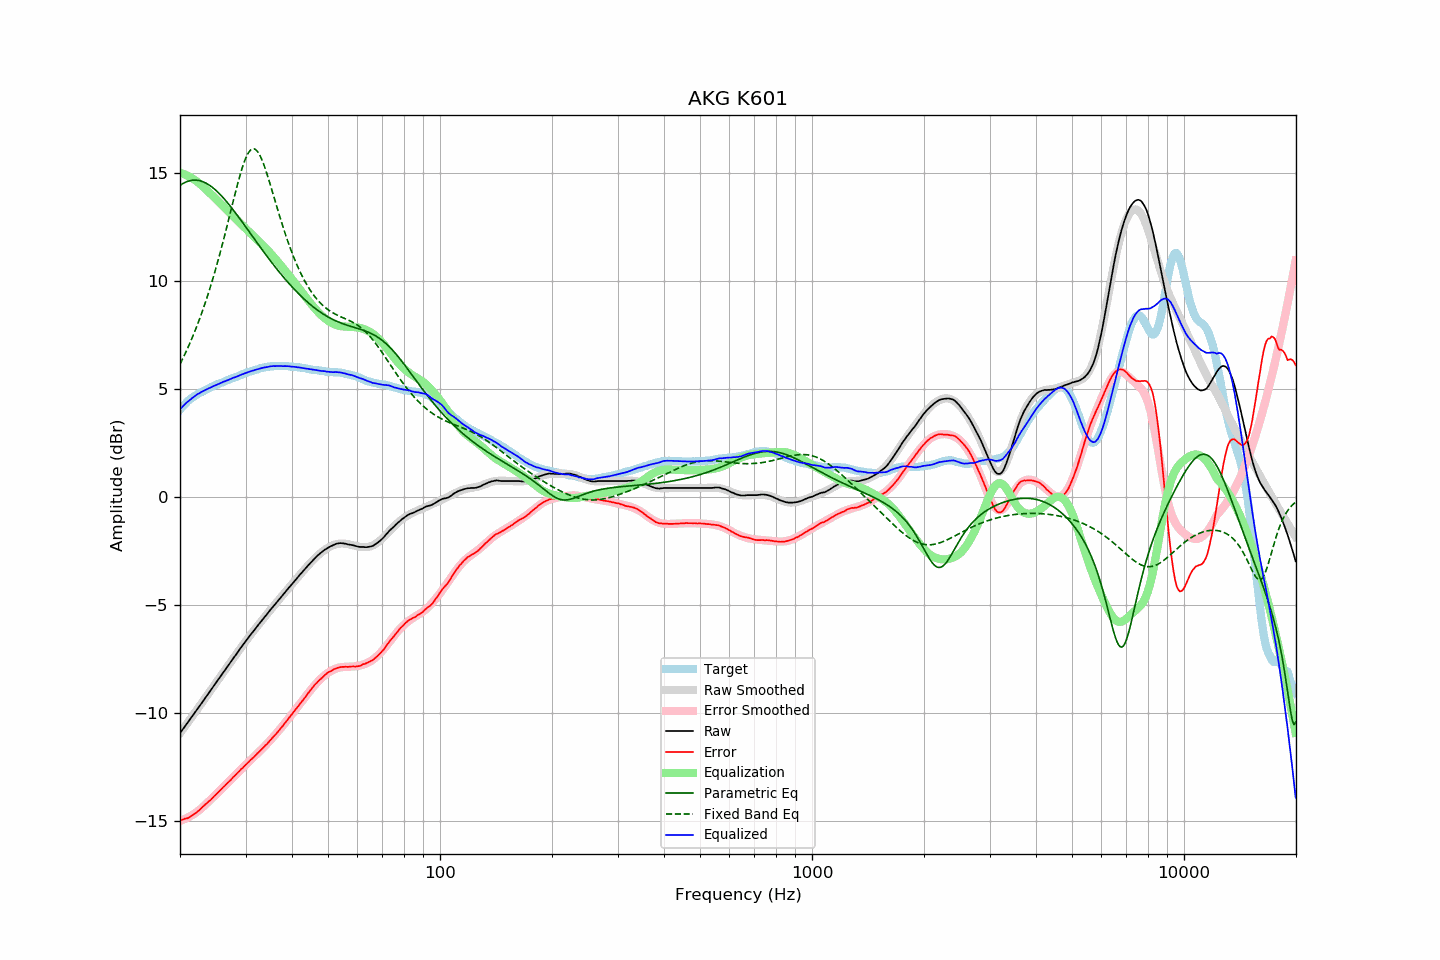 AKG K601
Amplitude (dBr)
15
10
5
0
−5
−10
−15
Target
Raw Smoothed
Error Smoothed
Raw
Error
Equalization
Parametric Eq
Fixed Band Eq
Equalized
100 1000 10000
Frequency (Hz)